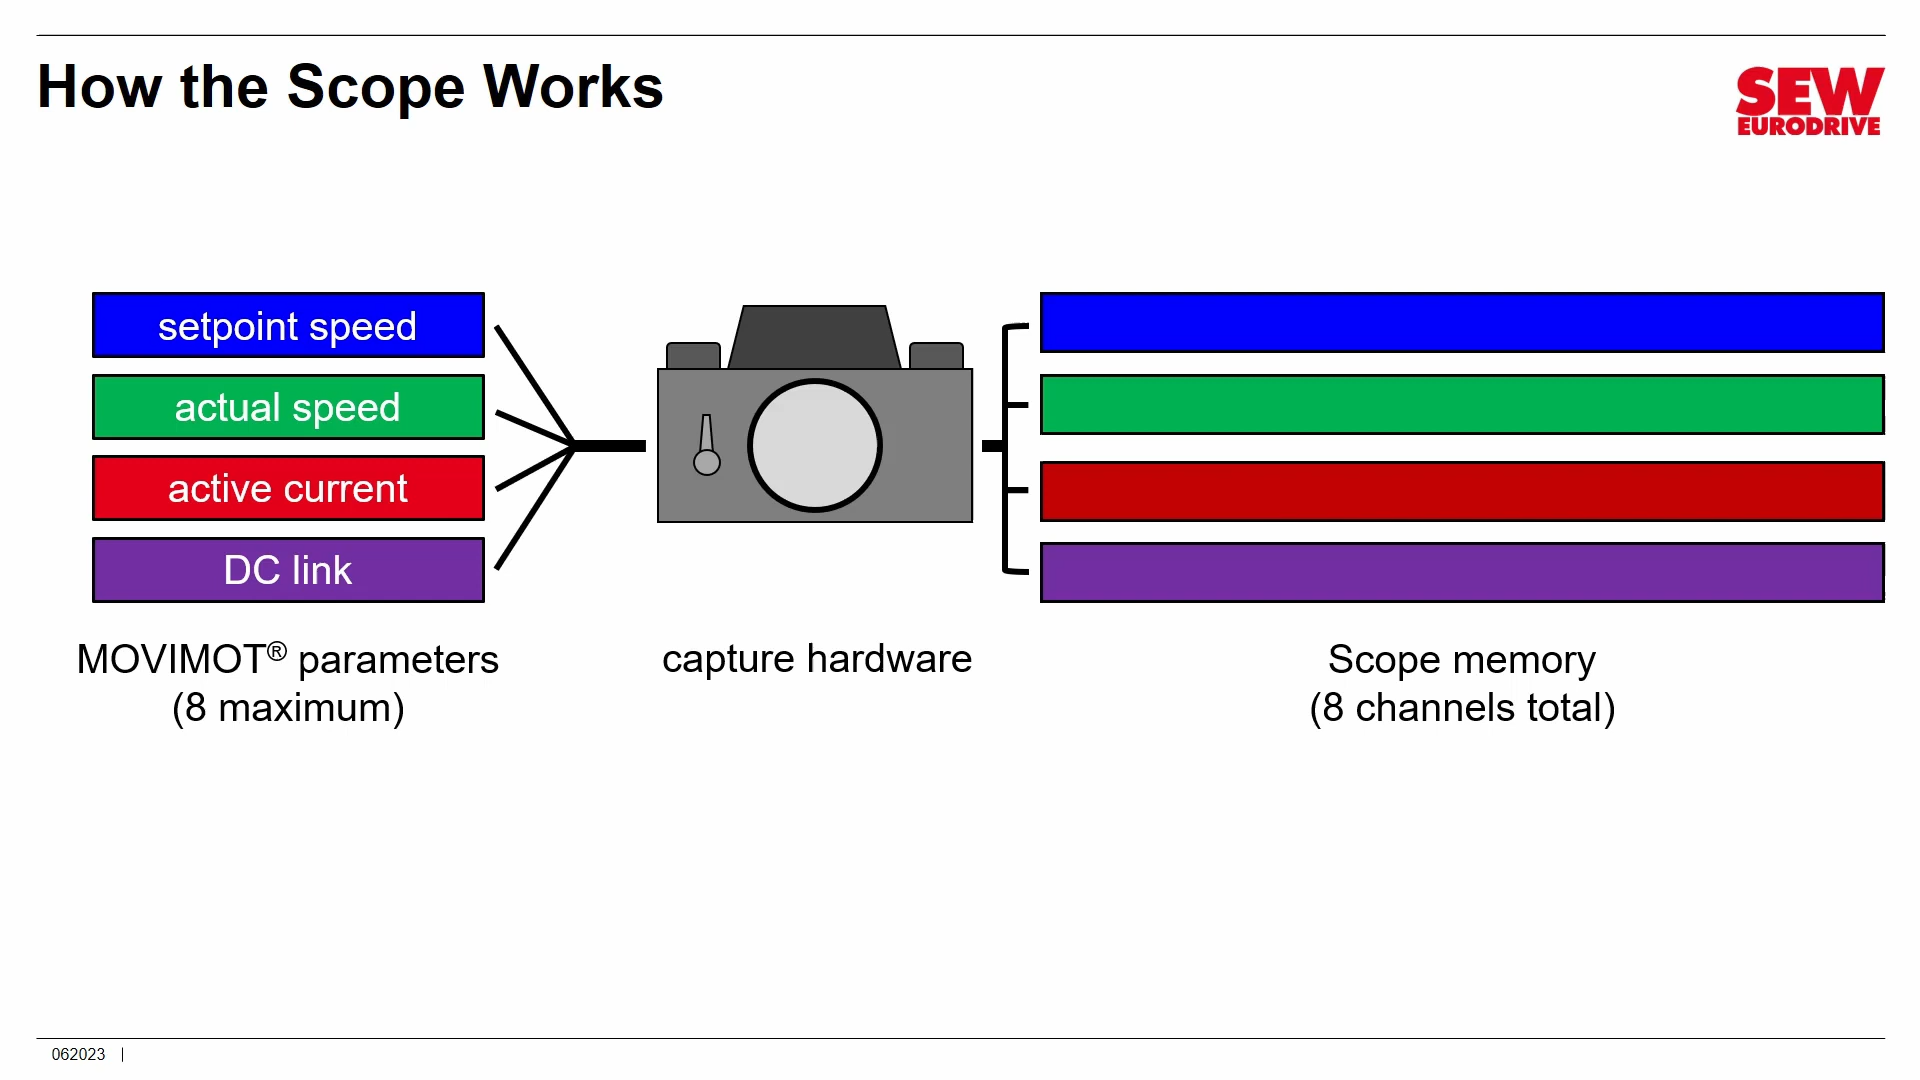 How the Scope Works
SEW
EURODRIVE
setpoint speed
actual speed
active current
DC link
MOVIMOT® parameters
(8 maximum)
capture hardware
Scope memory
(8 channels total)
062023 |